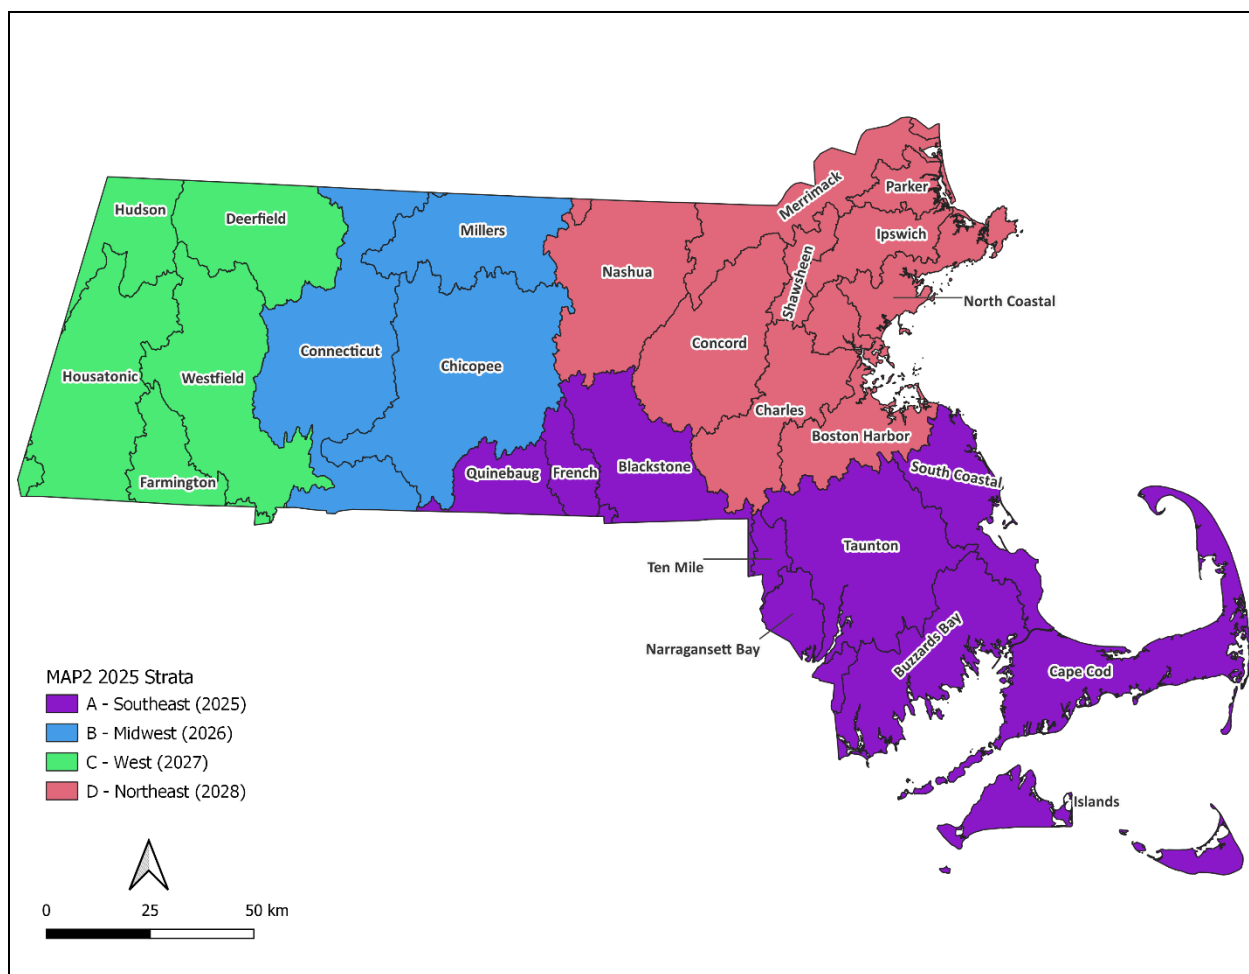 Merrimack
Parker
Hudson
Deerfield
Millers
Ipswich
Nashua
Shawsheen
North Coastal
Concord
Connecticut
Chicopee
Housatonic
Westfield
Charles
Boston Harbor
Blackstone
Quinebaug
French
South Coastal
Farmington
Taunton
Ten Mile
Narragansett Bay
Buzzards Bay
Cape Cod
Islands
MAP2 2025 Strata
A - Southeast (2025)
B - Midwest (2026)
C - West (2027)
D - Northeast (2028)
0 25 50 km